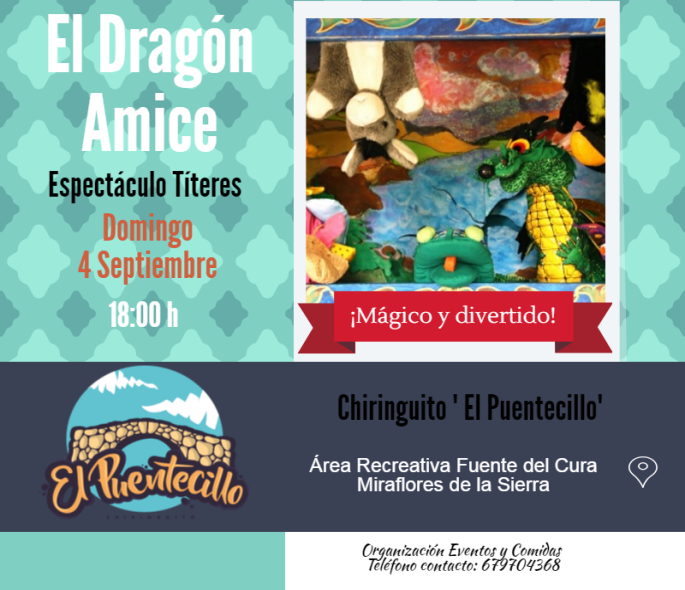 El Dragón
Amice
Espectáculo Títeres
Domingo
4 Septiembre
18:00 h
¡Mágico y divertido!
El Puentecillo
CHIRINGUITO
Chiringuito ' El Puentecillo'
Área Recreativa Fuente del Cura
Miraflores de la Sierra
Organización Eventos y Comidas
Teléfono contacto: 679704368